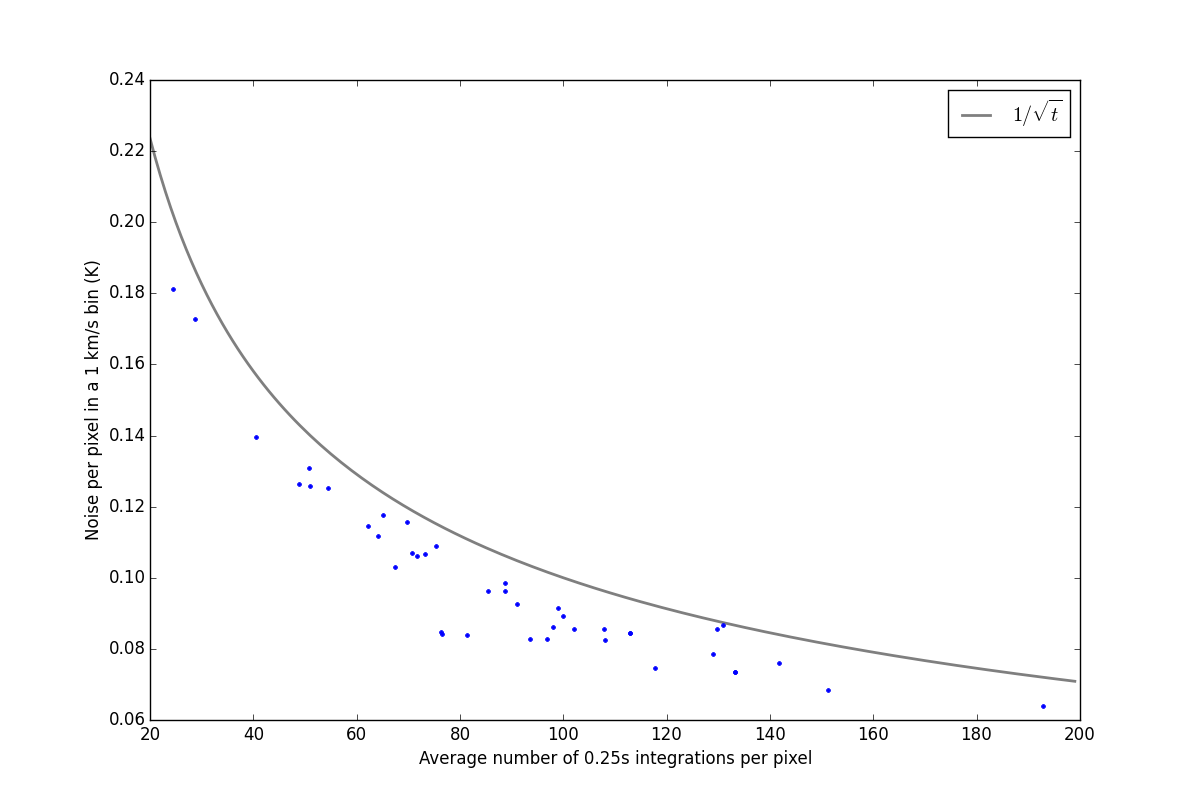 0.24
0.22
0.20
0.18
0.16
0.14
0.12
0.10
0.08
0.06
Noise per pixel in a 1 km/s bin (K)
1/√t
20 40 60 80 100 120 140 160 180 200
Average number of 0.25s integrations per pixel